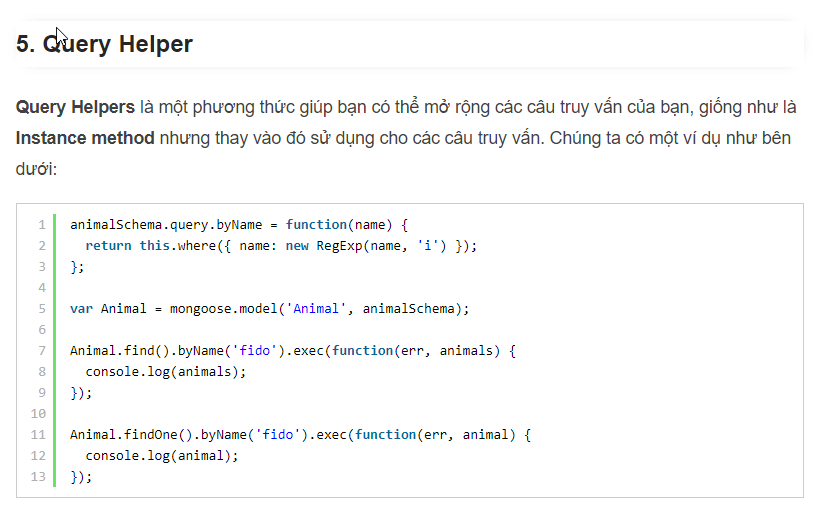 5. Query Helper
Query Helpers là một phương thức giúp bạn có thể mở rộng các câu truy vấn của bạn, giống như là
Instance method nhưng thay vào đó sử dụng cho các câu truy vấn. Chúng ta có một ví dụ như bên
dưới:
1 animalSchema.query.byName = function(name) {
2   return this.where({ name: new RegExp(name, 'i') });
3 };
4
5 var Animal = mongoose.model('Animal', animalSchema);
6
7 Animal.find().byName('fido').exec(function(err, animals) {
8   console.log(animals);
9 });
10
11 Animal.findOne().byName('fido').exec(function(err, animal) {
12   console.log(animal);
13 });